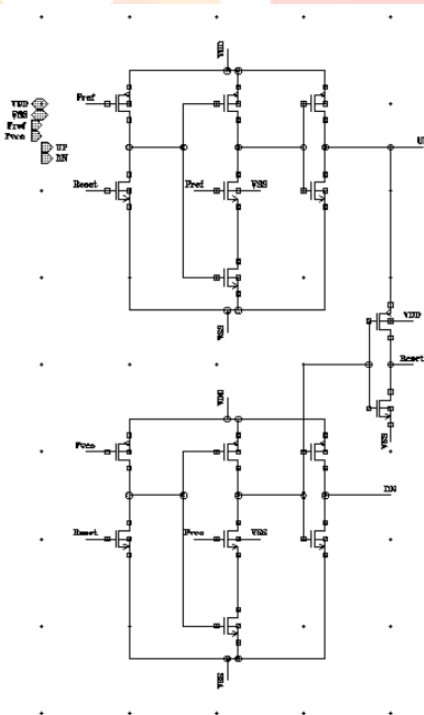 VDD
VDD
VSS
Fref
Fvco
UP
DN
Fref
Reset
Fref
VSS
VSS
VDD
Reset
VSS
VDD
Fvco
Reset
Fvco
VSS
DN
VSS